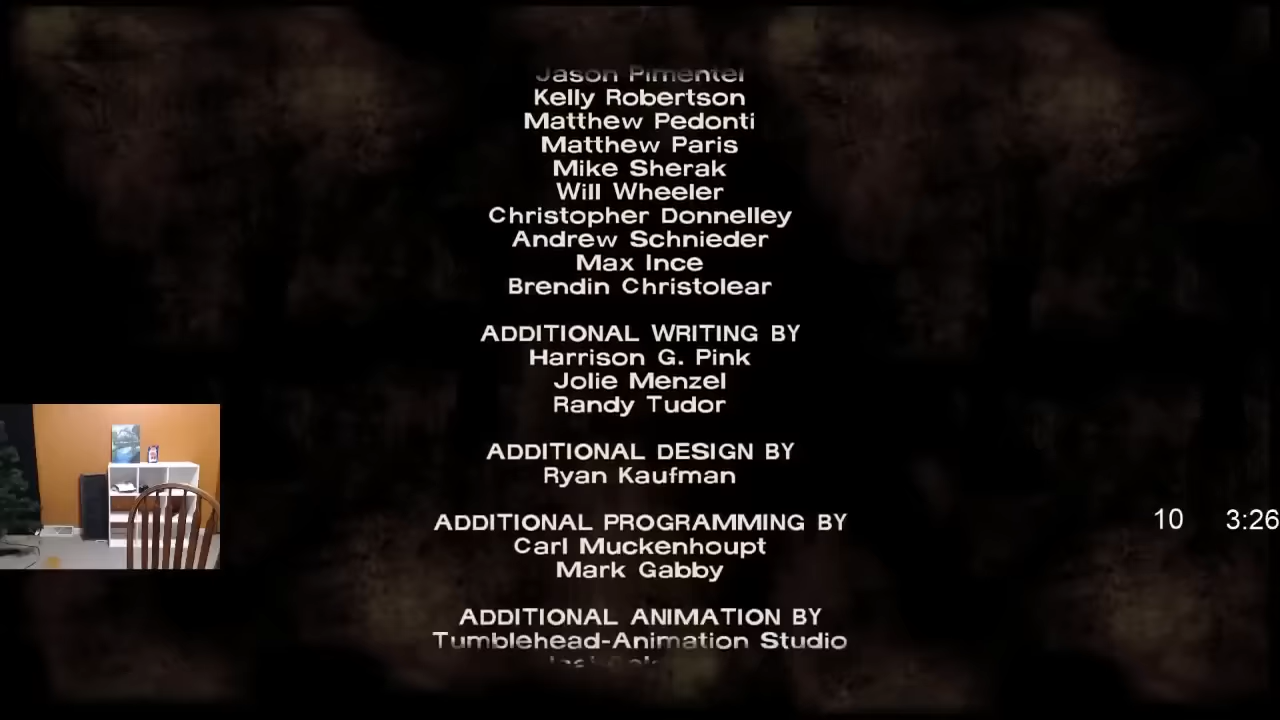 Jason Pimentel
Kelly Robertson
Matthew Pedonti
Matthew Paris
Mike Sherak
Will Wheeler
Christopher Donnelley
Andrew Schnieder
Max Ince
Brendin Christolear
ADDITIONAL WRITING BY
Harrison G. Pink
Jolie Menzel
Randy Tudor
ADDITIONAL DESIGN BY
Ryan Kaufman
ADDITIONAL PROGRAMMING BY
Carl Muckenhoupt
Mark Gabby
ADDITIONAL ANIMATION BY
Tumblehead-Animation Studio
10 3:26